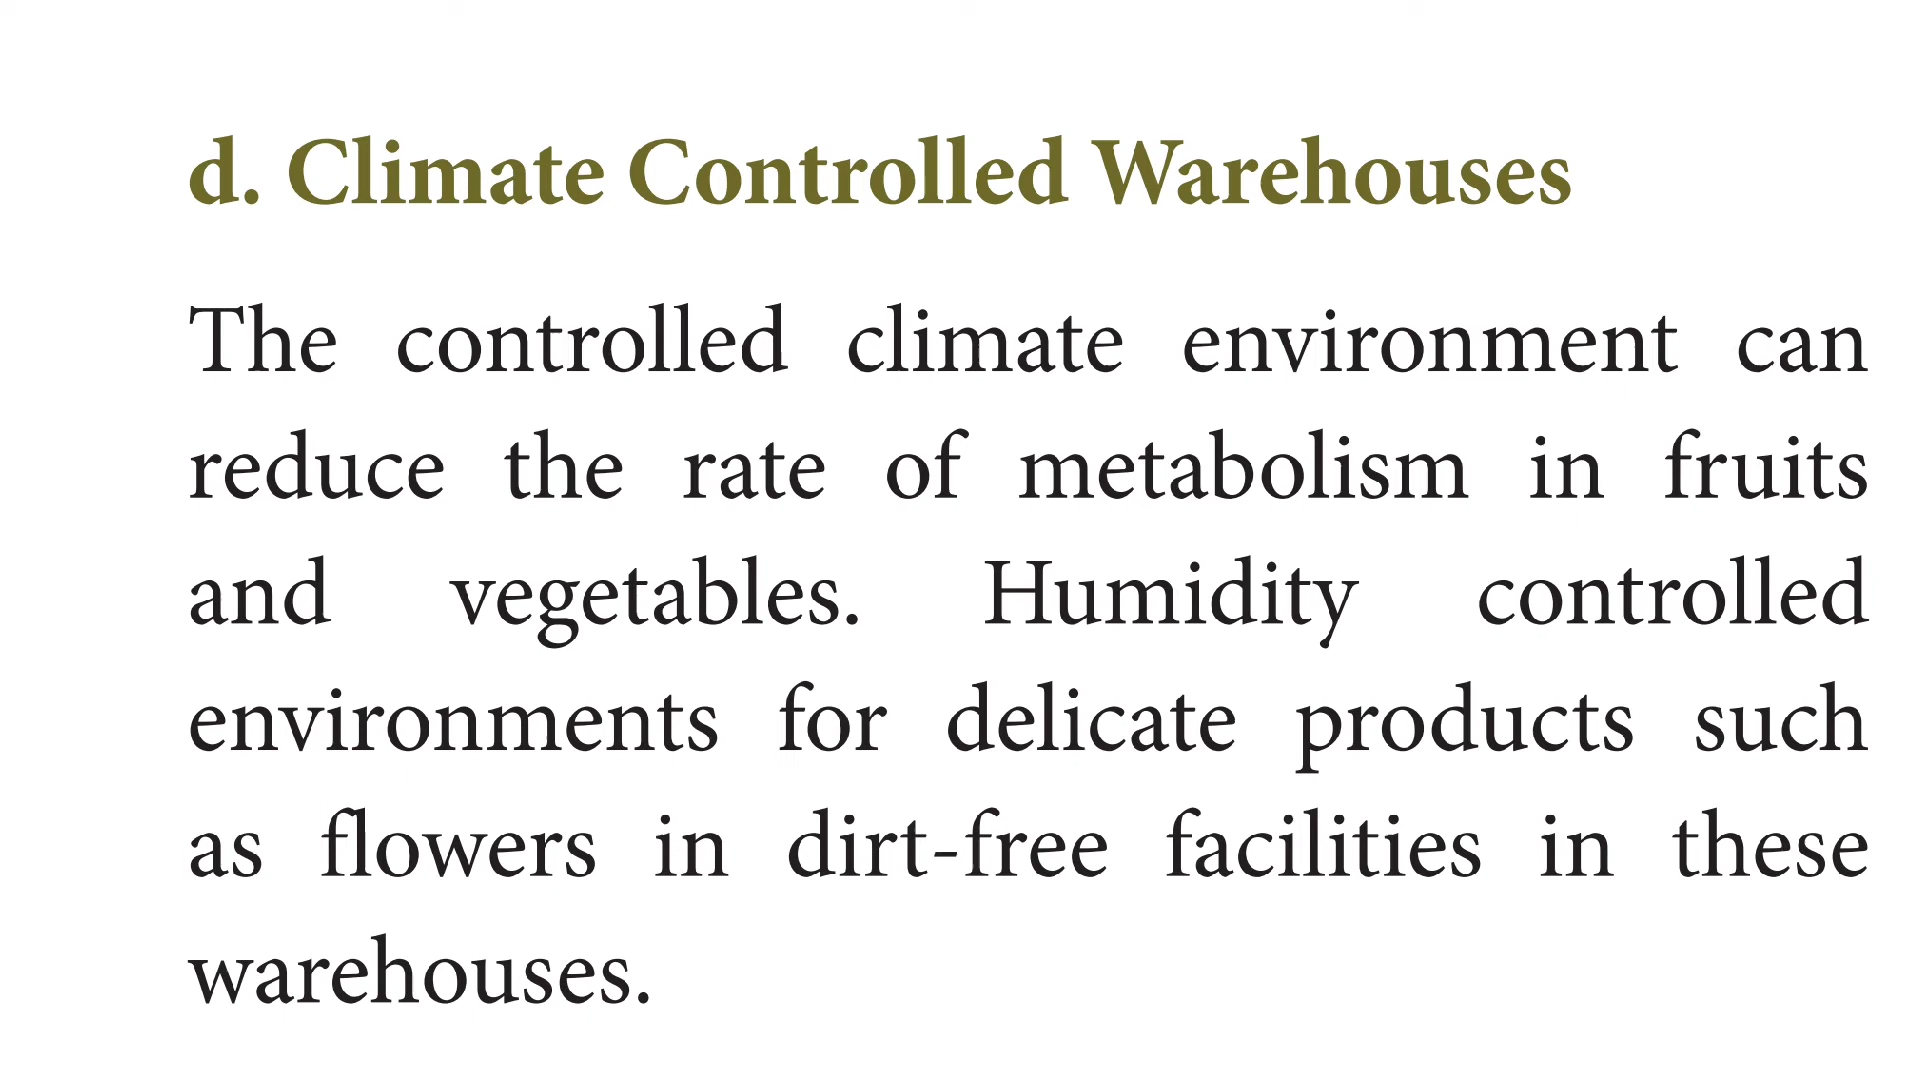 d. Climate Controlled Warehouses
The controlled climate environment can
reduce the rate of metabolism in fruits
and vegetables. Humidity controlled
environments for delicate products such
as flowers in dirt-free facilities in these
warehouses.